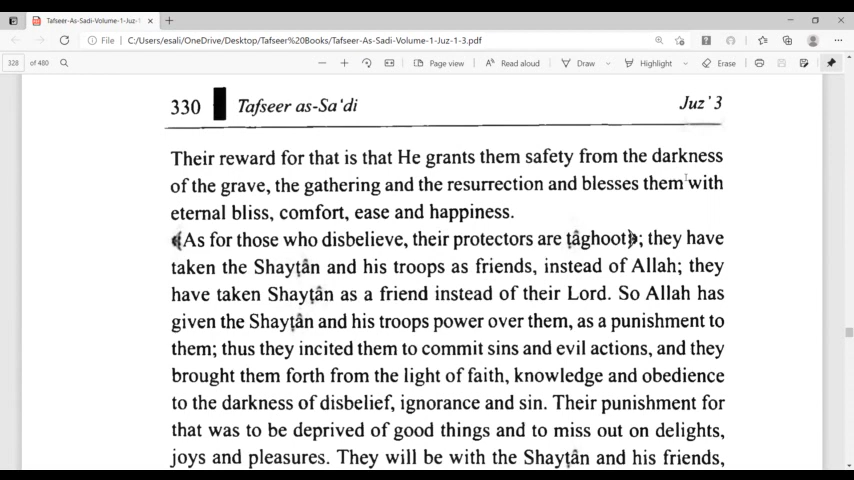 Tafseer-As-Sadi-Volume-1-Juz-1
File
C:/Users/esali/OneDrive/Desktop/Tafseer%20Books/Tafseer-As-Sadi-Volume-1-Juz-1-3.pdf
328 of 480
Page view
Read aloud
Draw
Highlight
Erase
330 Tafseer as-Sa'di Juz' 3
Their reward for that is that He grants them safety from the darkness
of the grave, the gathering and the resurrection and blesses them with
eternal bliss, comfort, ease and happiness.
﴾As for those who disbelieve, their protectors are ṭâghoot﴿; they have
taken the Shayṭân and his troops as friends, instead of Allah; they
have taken Shayṭân as a friend instead of their Lord. So Allah has
given the Shayṭân and his troops power over them, as a punishment to
them; thus they incited them to commit sins and evil actions, and they
brought them forth from the light of faith, knowledge and obedience
to the darkness of disbelief, ignorance and sin. Their punishment for
that was to be deprived of good things and to miss out on delights,
joys and pleasures. They will be with the Shayṭân and his friends,